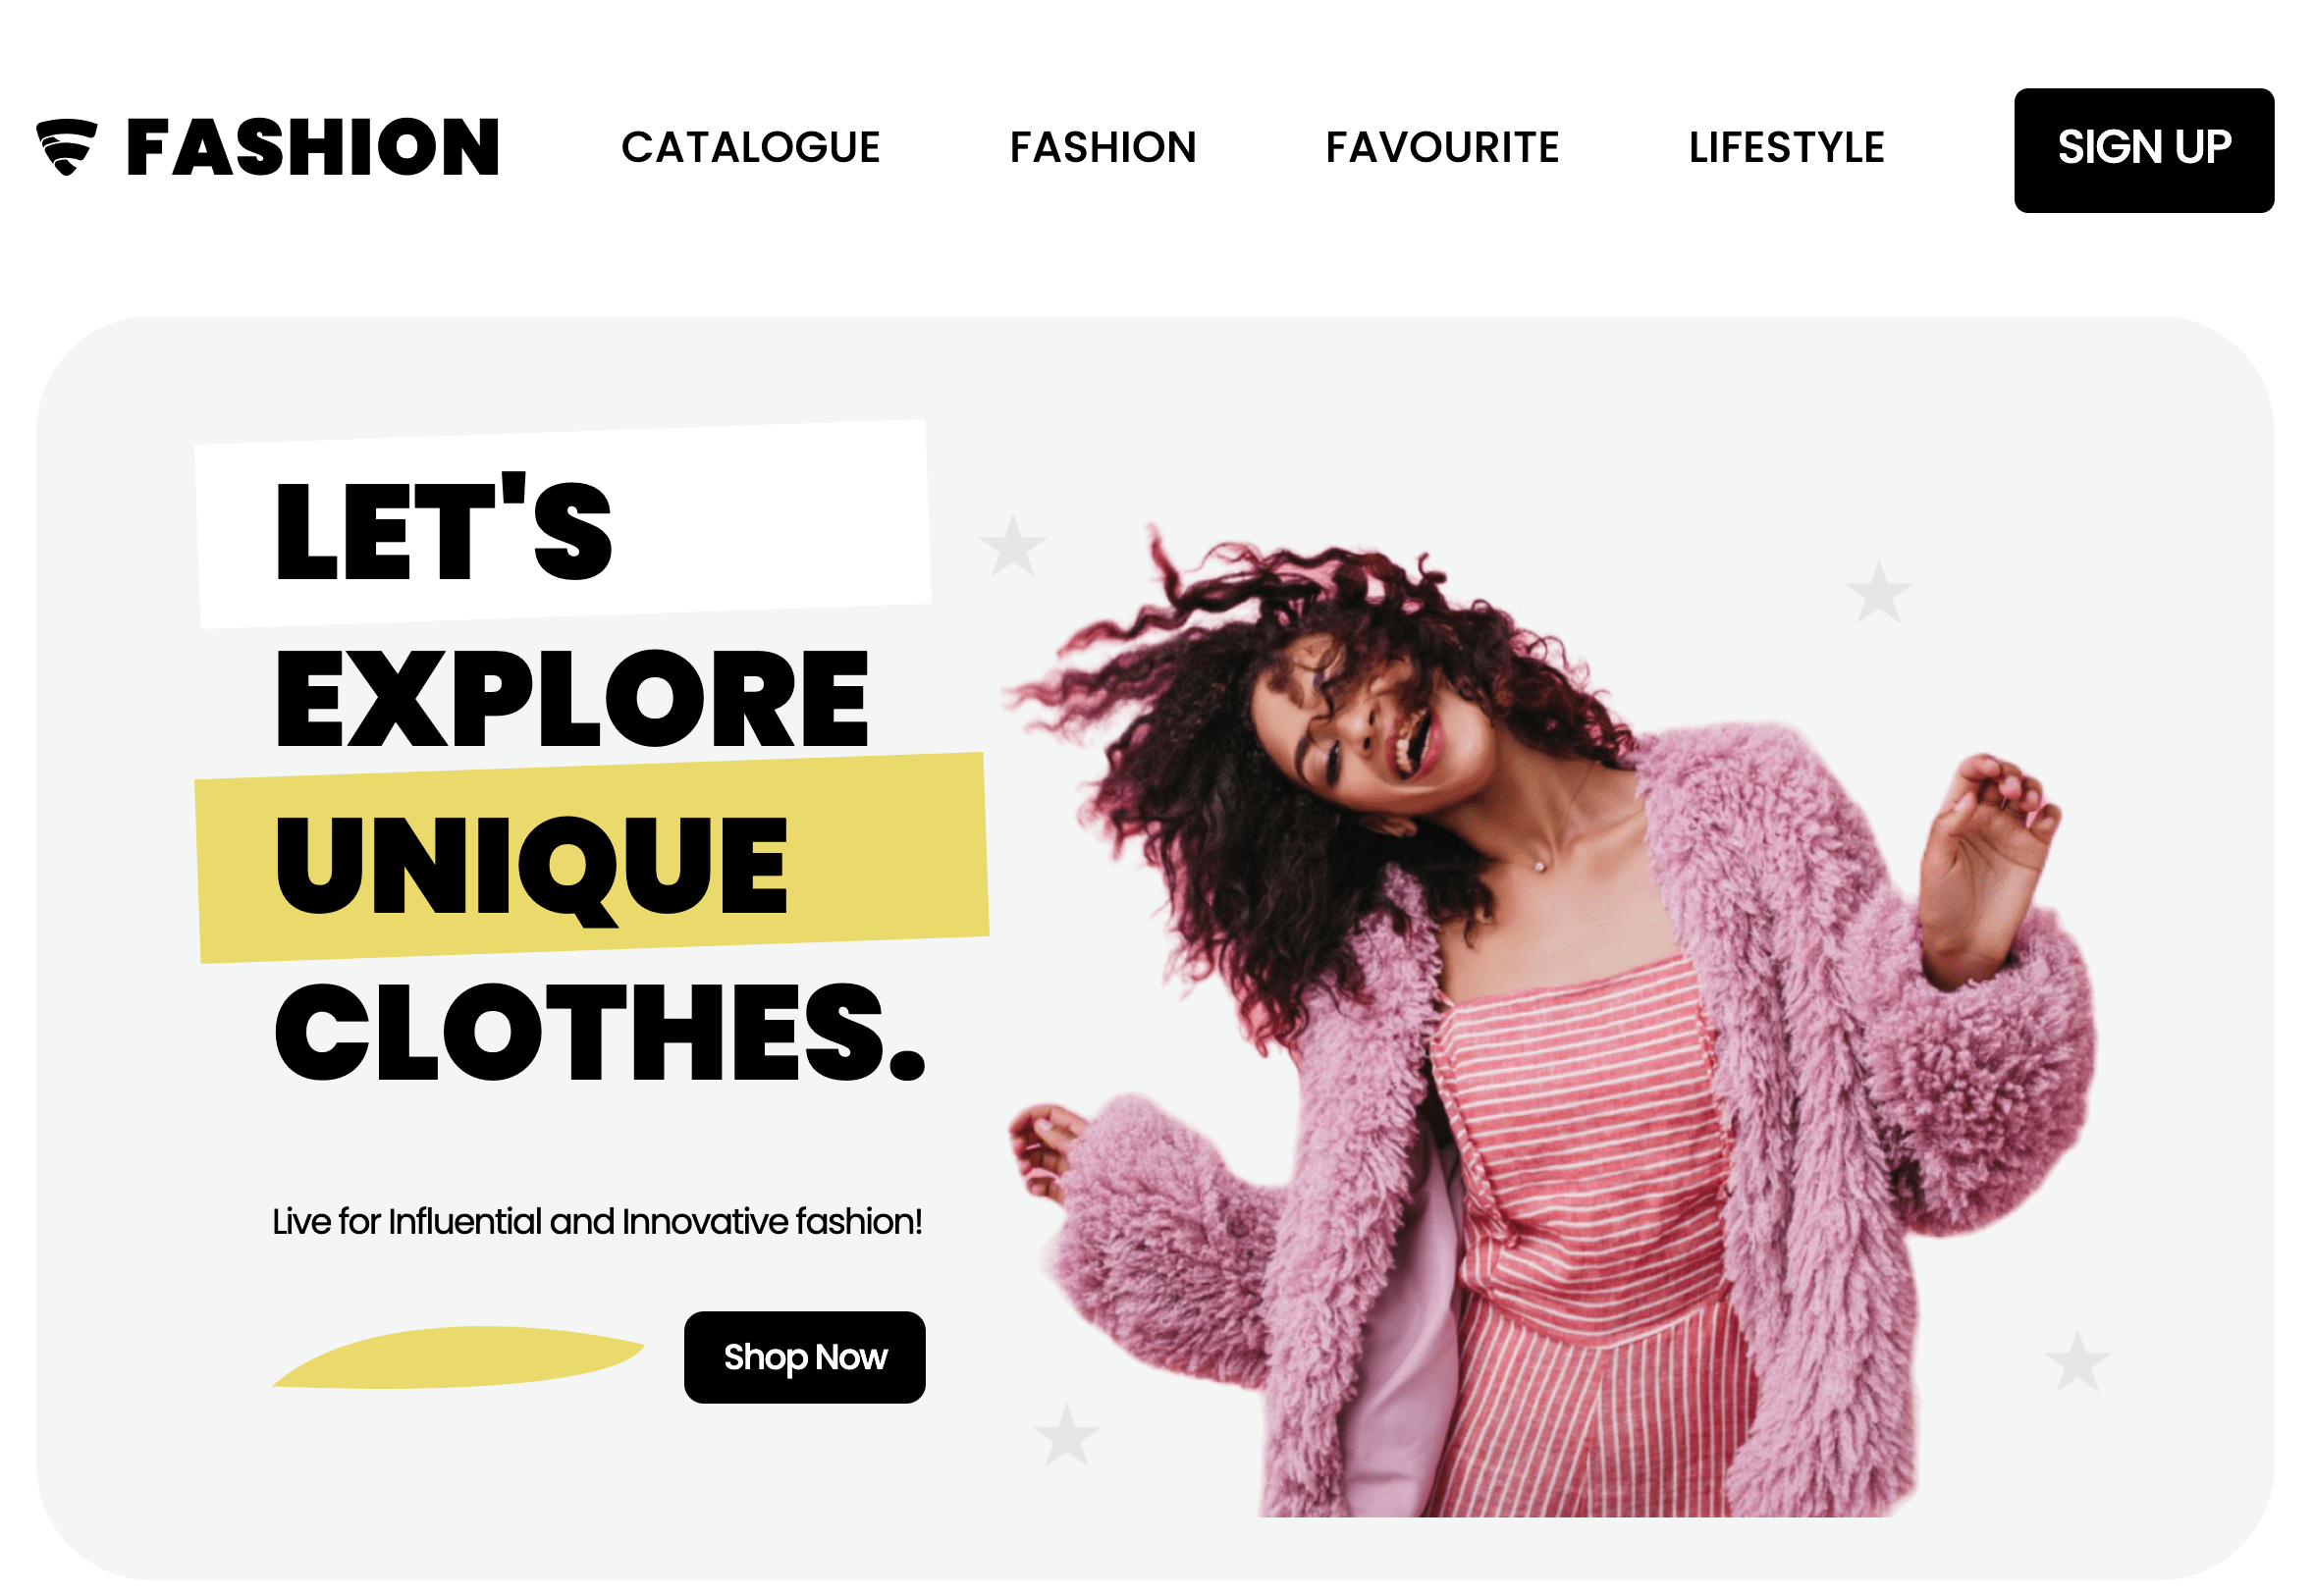 FASHION
CATALOGUE
FASHION
FAVOURITE
LIFESTYLE
SIGN UP
LET'S
EXPLORE
UNIQUE
CLOTHES.
Live for Influential and Innovative fashion!
Shop Now